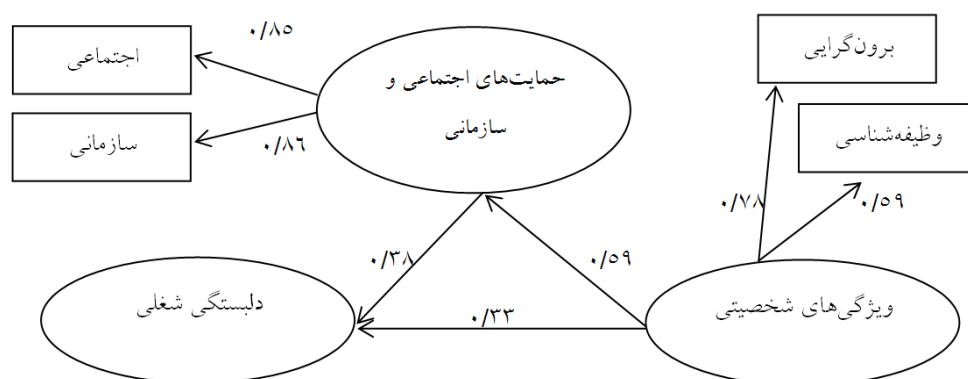 ۰/۸۵
برون‌گرایی
اجتماعی
حمایت‌های اجتماعی و
سازمانی
وظیفه‌شناسی
سازمانی
۰/۸۶
۰/۷۸
۰/۵۹
۰/۳۸
۰/۵۹
دلبستگی شغلی
ویژگی‌های شخصیتی
۰/۳۳